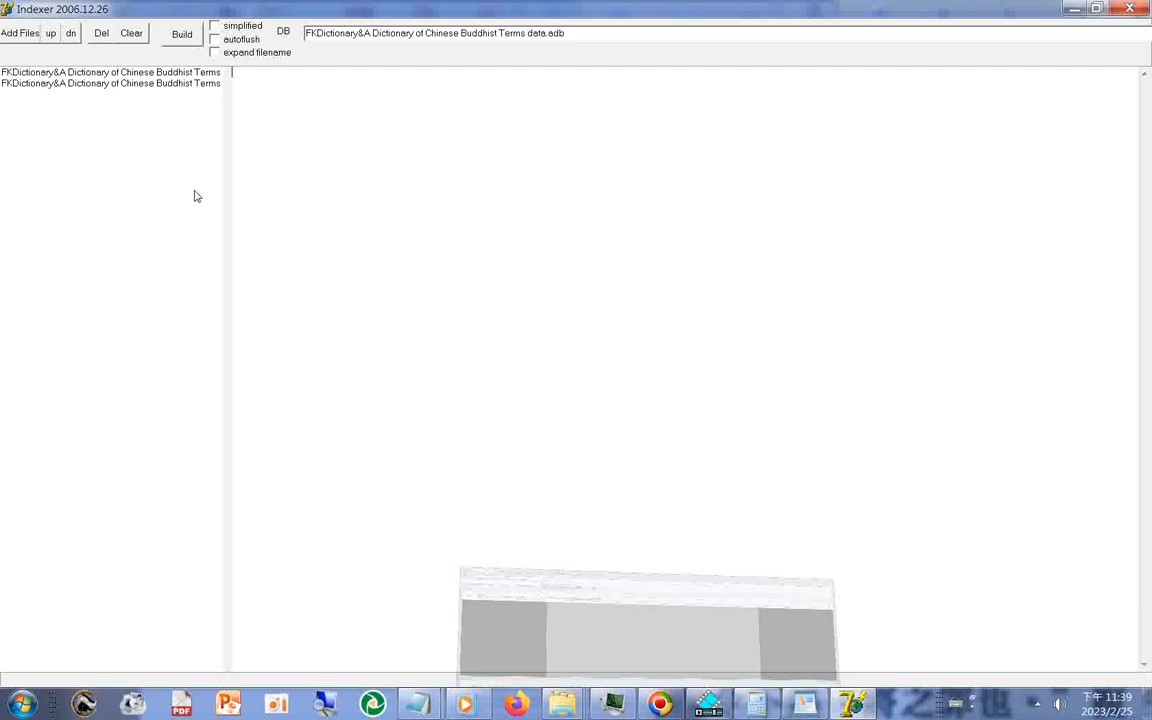 Indexer 2006.12.26
Add Files up dn Del Clear Build simplified DB FKDictionary&A Dictionary of Chinese Buddhist Terms data.adb
autoflush
expand filename
FKDictionary&A Dictionary of Chinese Buddhist Terms
FKDictionary&A Dictionary of Chinese Buddhist Terms
下午 11:39
2023/2/25